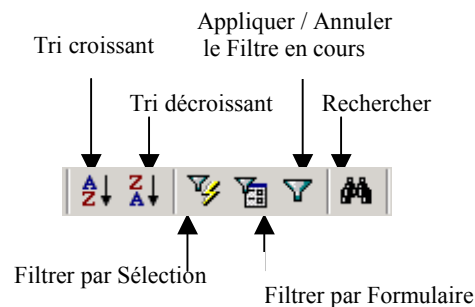 Appliquer / Annuler
le Filtre en cours
Tri croissant
Tri décroissant
Rechercher
A
Z
Z
A
Filtrer par Sélection
Filtrer par Formulaire